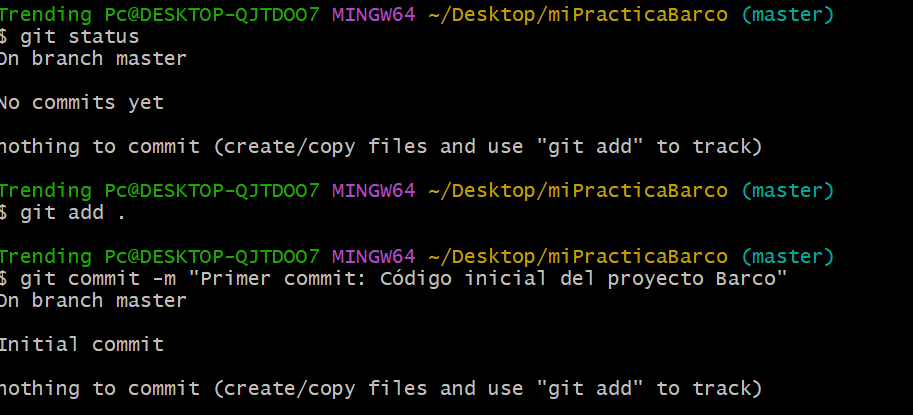 Trending Pc@DESKTOP-QJTDOO7 MINGW64 ~/Desktop/miPracticaBarco (master)
$ git status
On branch master
No commits yet
nothing to commit (create/copy files and use "git add" to track)
Trending Pc@DESKTOP-QJTDOO7 MINGW64 ~/Desktop/miPracticaBarco (master)
$ git add .
Trending Pc@DESKTOP-QJTDOO7 MINGW64 ~/Desktop/miPracticaBarco (master)
$ git commit -m "Primer commit: Código inicial del proyecto Barco"
On branch master
Initial commit
nothing to commit (create/copy files and use "git add" to track)